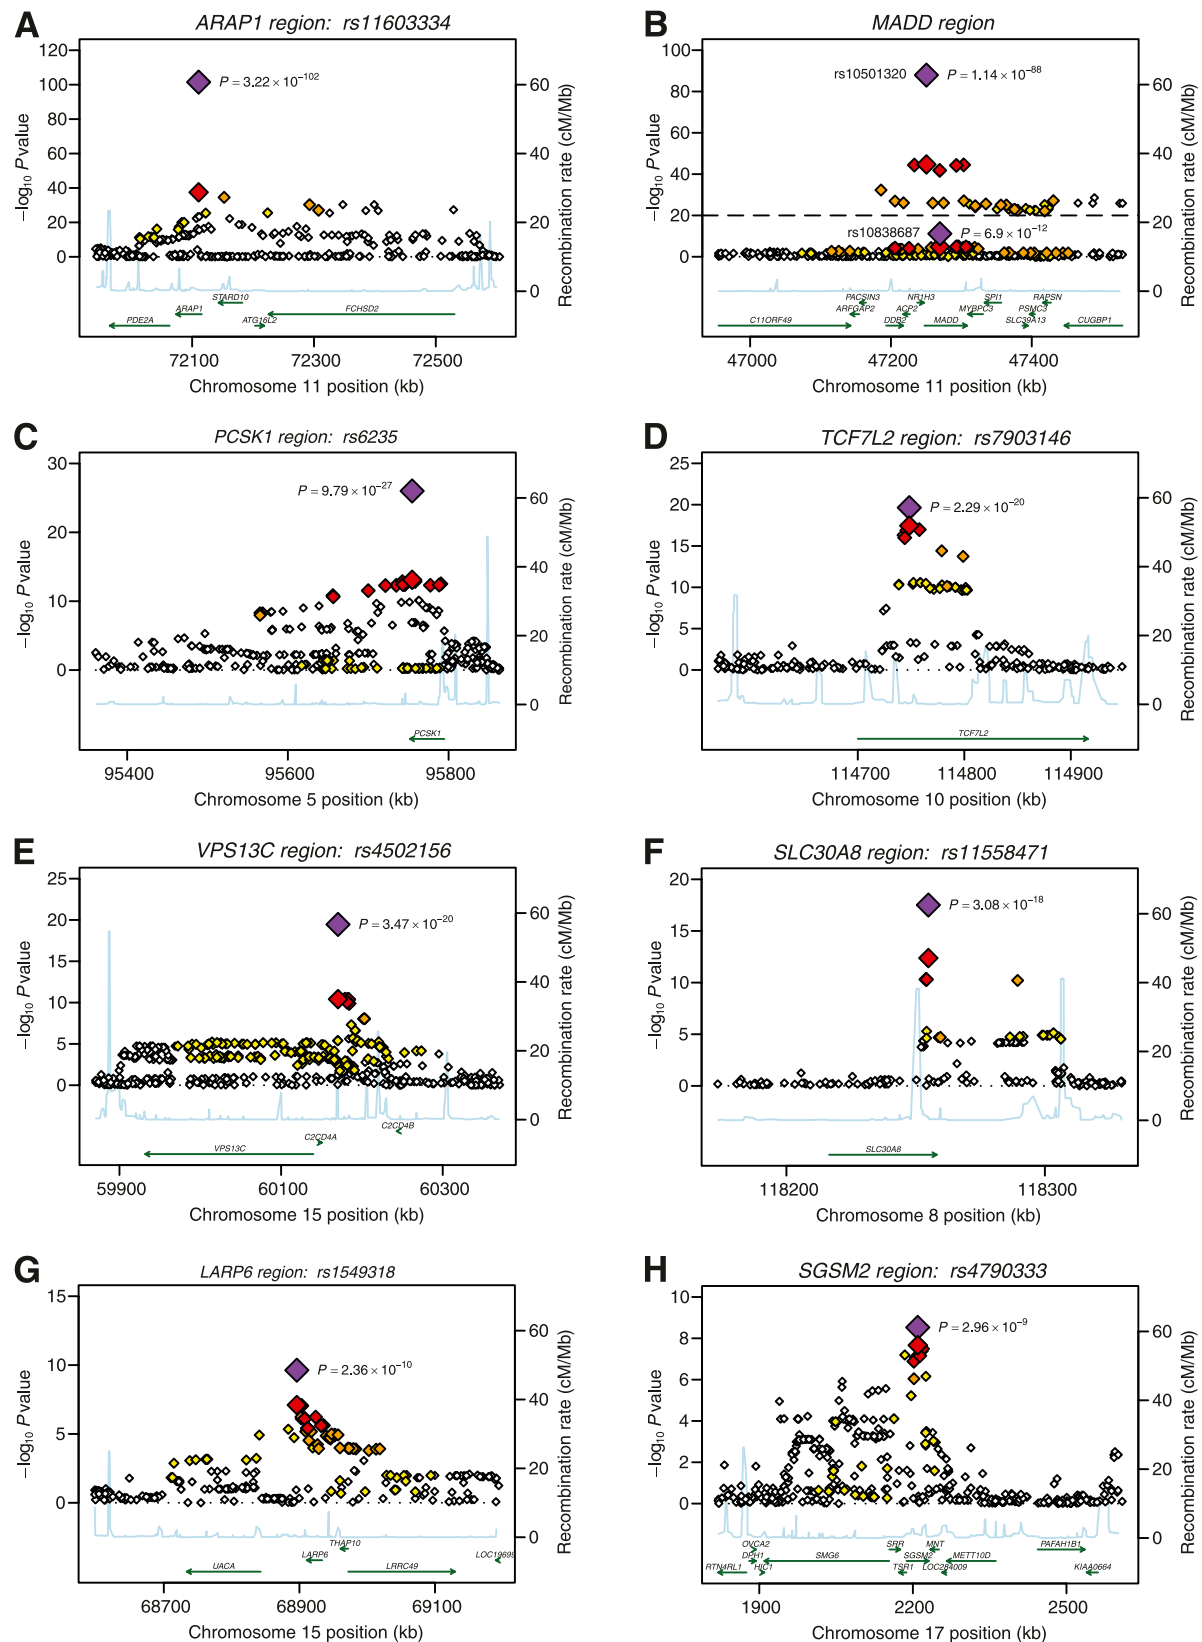 A
ARAP1 region: rs11603334
120
100
80
60
40
20
0
−log10 P value
P = 3.22 × 10−102
60
40
20
0
Recombination rate (cM/Mb)
STARD10
ARAP1
FCHSD2
PDE2A
ATG16L2
72100
72300
72500
Chromosome 11 position (kb)
B
MADD region
100
80
60
40
20
0
−log10 P value
rs10501320
P = 1.14 × 10−88
rs10838687
P = 6.9 × 10−12
60
40
20
0
Recombination rate (cM/Mb)
PACSIN3
NR1H3
SPI1
RAPSN
ARFGAP2
ACP2
MYBPC3
PSMC3
C11ORF49
DDB2
MADD
SLC39A13
CUGBP1
47000
47200
47400
Chromosome 11 position (kb)
C
PCSK1 region: rs6235
30
20
10
0
−log10 P value
P = 9.79 × 10−27
60
40
20
0
Recombination rate (cM/Mb)
PCSK1
95400
95600
95800
Chromosome 5 position (kb)
D
TCF7L2 region: rs7903146
25
20
15
10
5
0
−log10 P value
P = 2.29 × 10−20
60
40
20
0
Recombination rate (cM/Mb)
TCF7L2
114700
114800
114900
Chromosome 10 position (kb)
E
VPS13C region: rs4502156
25
20
15
10
5
0
−log10 P value
P = 3.47 × 10−20
60
40
20
0
Recombination rate (cM/Mb)
C2CD4B
C2CD4A
VPS13C
59900
60100
60300
Chromosome 15 position (kb)
F
SLC30A8 region: rs11558471
20
15
10
5
0
−log10 P value
P = 3.08 × 10−18
60
40
20
0
Recombination rate (cM/Mb)
SLC30A8
118200
118300
Chromosome 8 position (kb)
G
LARP6 region: rs1549318
15
10
5
0
−log10 P value
P = 2.36 × 10−10
60
40
20
0
Recombination rate (cM/Mb)
THAP10
LARP6
LOC19699
UACA
LRRC49
68700
68900
69100
Chromosome 15 position (kb)
H
SGSM2 region: rs4790333
10
8
6
4
2
0
−log10 P value
P = 2.96 × 10−9
60
40
20
0
Recombination rate (cM/Mb)
OVCA2
SRR
MNT
PAFAH1B1
DPH1
SMG6
SGSM2
METT10D
RTN4RL1
HIC1
TSR1
LOC284009
KIAA0664
1900
2200
2500
Chromosome 17 position (kb)